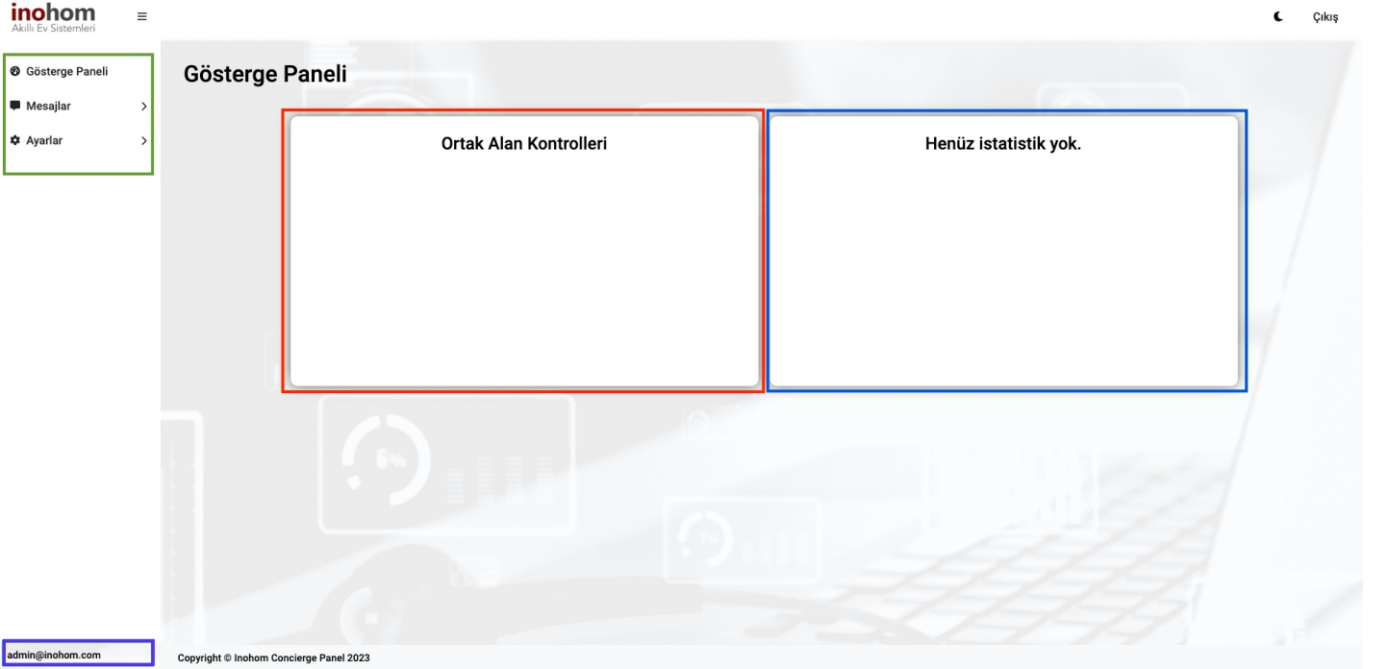 inohom
Akıllı Ev Sistemleri
Çıkış
Gösterge Paneli
Mesajlar
Ayarlar
Gösterge Paneli
Ortak Alan Kontrolleri
Henüz istatistik yok.
admin@inohom.com
Copyright © Inohom Concierge Panel 2023